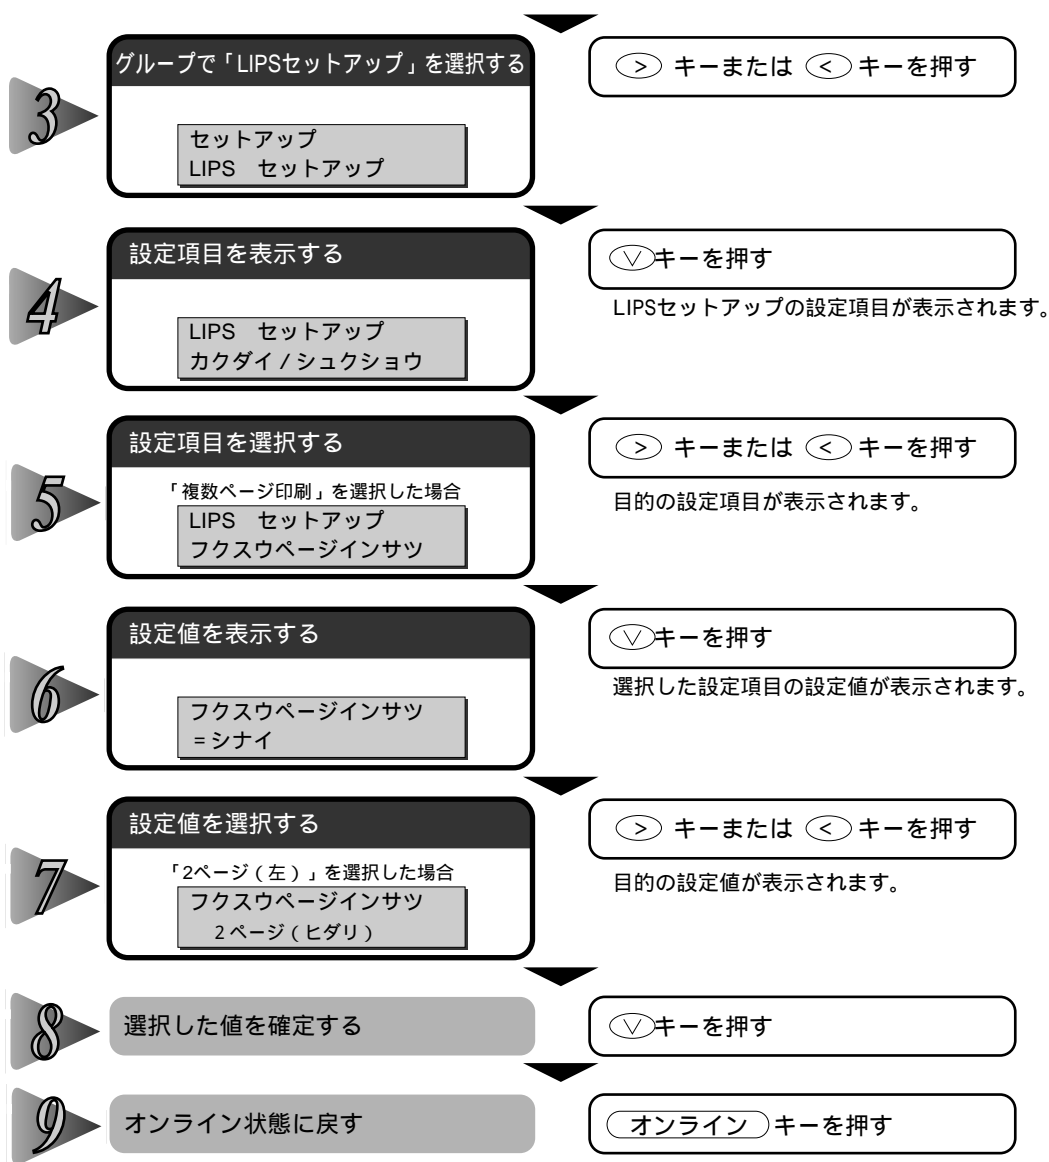 3
グループで「LIPSセットアップ」を選択する
セットアップ
LIPS　セットアップ
> キーまたは < キーを押す
4
設定項目を表示する
LIPS　セットアップ
カクダイ / シュクショウ
∨キーを押す
LIPSセットアップの設定項目が表示されます。
5
設定項目を選択する
「複数ページ印刷」を選択した場合
LIPS　セットアップ
フクスウページインサツ
> キーまたは < キーを押す
目的の設定項目が表示されます。
6
設定値を表示する
フクスウページインサツ
= シナイ
∨キーを押す
選択した設定項目の設定値が表示されます。
7
設定値を選択する
「2ページ（左）」を選択した場合
フクスウページインサツ
2 ページ（ヒダリ）
> キーまたは < キーを押す
目的の設定値が表示されます。
8
選択した値を確定する
∨キーを押す
9
オンライン状態に戻す
オンライン キーを押す